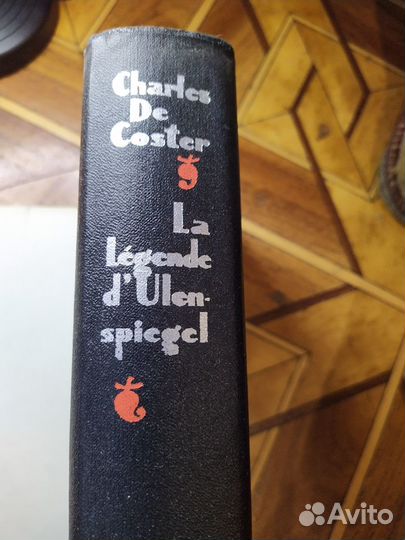 Charles
De
Coster
La
Légende
d'Ulen-
spiegel
Avito